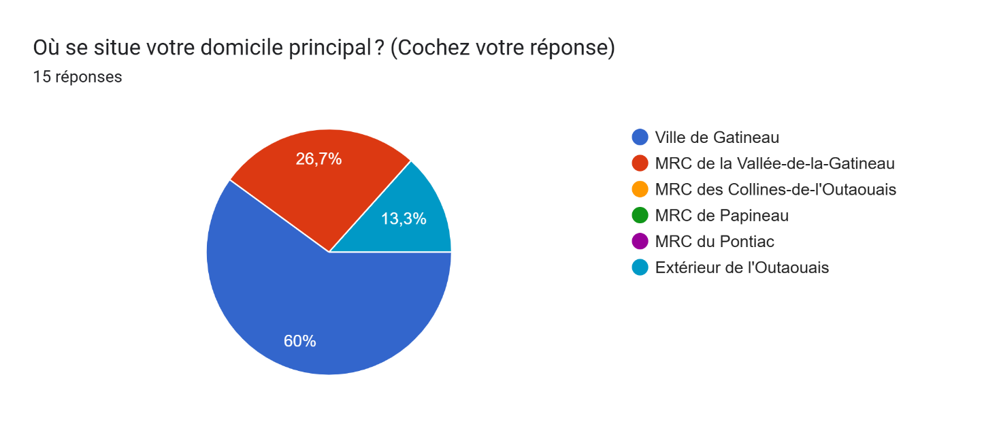 Où se situe votre domicile principal ? (Cochez votre réponse)
15 réponses
26,7%
13,3%
60%
Ville de Gatineau
MRC de la Vallée-de-la-Gatineau
MRC des Collines-de-l'Outaouais
MRC de Papineau
MRC du Pontiac
Extérieur de l'Outaouais